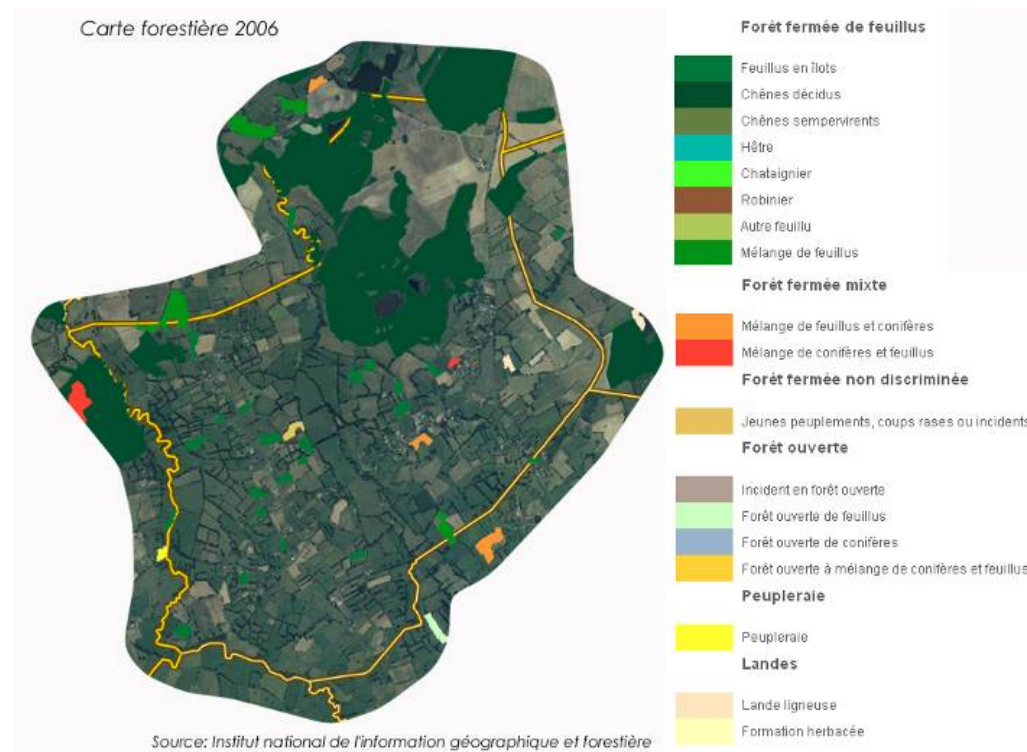 Carte forestière 2006
Forêt fermée de feuillus
Feuillus en îlots
Chênes décidus
Chênes sempervirents
Hêtre
Chataignier
Robinier
Autre feuillu
Mélange de feuillus
Forêt fermée mixte
Mélange de feuillus et conifères
Mélange de conifères et feuillus
Forêt fermée non discriminée
Jeunes peuplements, coups rases ou incidents
Forêt ouverte
Incident en forêt ouverte
Forêt ouverte de feuillus
Forêt ouverte de conifères
Forêt ouverte à mélange de conifères et feuillus
Peupleraie
Peupleraie
Landes
Lande ligneuse
Formation herbacée
Source: Institut national de l'information géographique et forestière